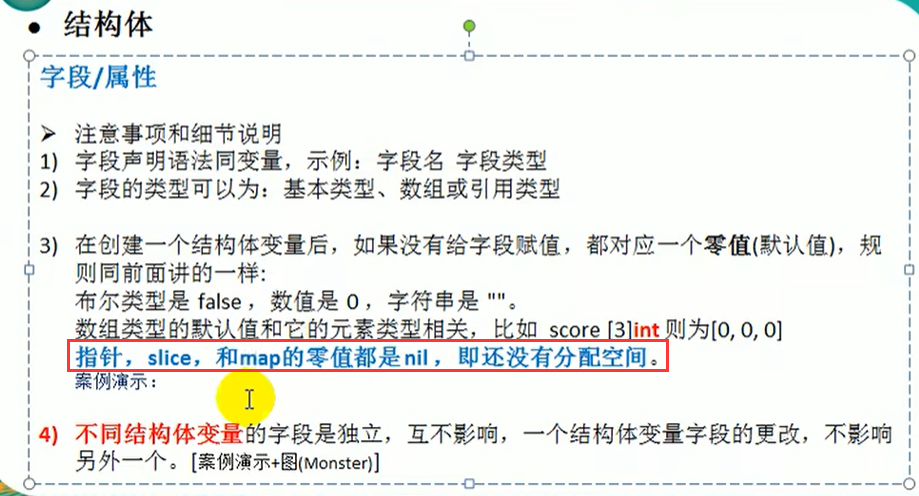 ● 结构体
字段/属性
➤ 注意事项和细节说明
1) 字段声明语法同变量，示例：字段名 字段类型
2) 字段的类型可以为：基本类型、数组或引用类型
3) 在创建一个结构体变量后，如果没有给字段赋值，都对应一个零值(默认值)，规
则同前面讲的一样:
布尔类型是 false ，数值是 0 ，字符串是 ""。
数组类型的默认值和它的元素类型相关，比如 score [3]int 则为[0, 0, 0]
指针，slice，和map的零值都是nil ，即还没有分配空间。
案例演示：
4) 不同结构体变量的字段是独立，互不影响，一个结构体变量字段的更改，不影响
另外一个。[案例演示+图(Monster)]